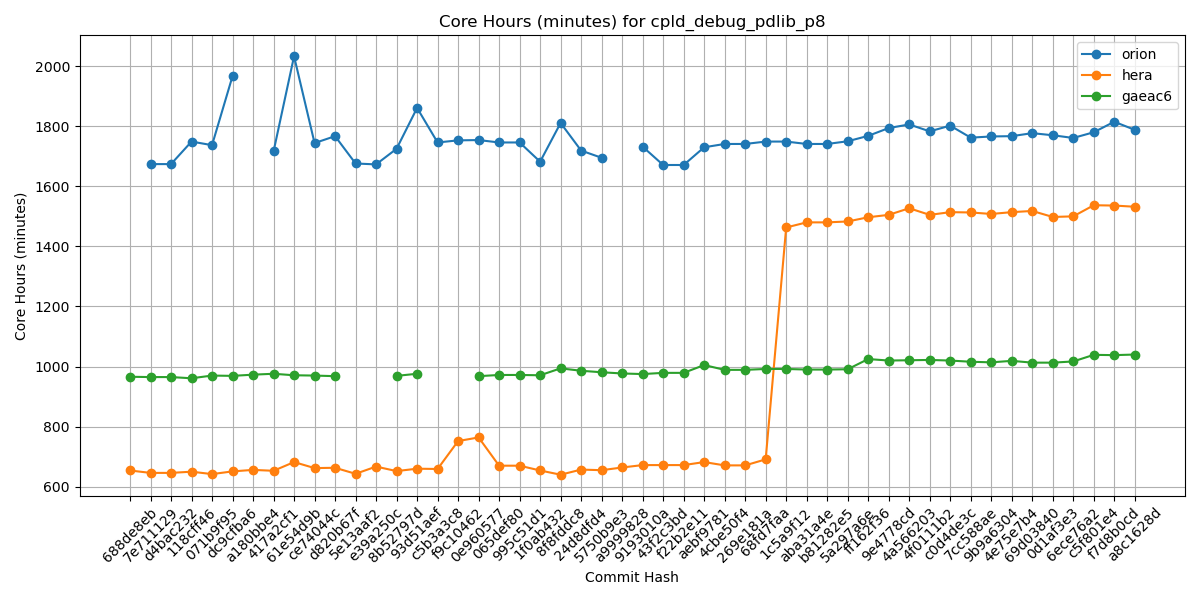 Core Hours (minutes) for cpld_debug_pdlib_p8
Core Hours (minutes)
2000
1800
1600
1400
1200
1000
800
600
orion
hera
gaeac6
688de8eb
7e711129
d4bac232
118cff46
071b9f95
dc9cfba6
a180bbe4
417a2cf1
61e54d9b
ce74044c
d820b67f
5e13aaf2
e39a250c
8b52797d
93d51aef
c5b3a3c8
f9c10462
0e960577
065def80
995c51d1
1f0ab432
8f8fddc8
24d8dfd4
5750b9e3
a9999828
9193010a
43f2c3bd
f22b2e11
aebf9781
4cbe50f4
269e181a
68fd7faa
1c5a9f12
aba31a4e
b81282e5
5a297a6e
ff162f36
9e4778cd
4a566203
4f0111b2
c0d4de3c
7cc588ae
9b9a6304
4e75e7b4
69d03840
0d1af3e3
6ece76a2
c5f801e4
f7d8b0cd
a8c1628d
Commit Hash